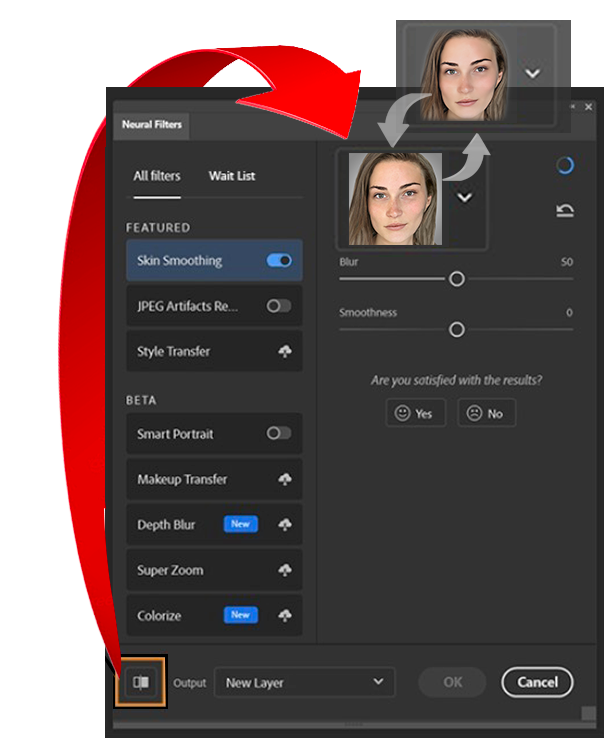 Neural Filters
All filters
Wait List
FEATURED
Skin Smoothing
JPEG Artifacts Re...
Style Transfer
BETA
Smart Portrait
Makeup Transfer
Depth Blur New
Super Zoom
Colorize New
Blur 50
Smoothness 0
Are you satisfied with the results?
Yes
No
Output New Layer
OK
Cancel